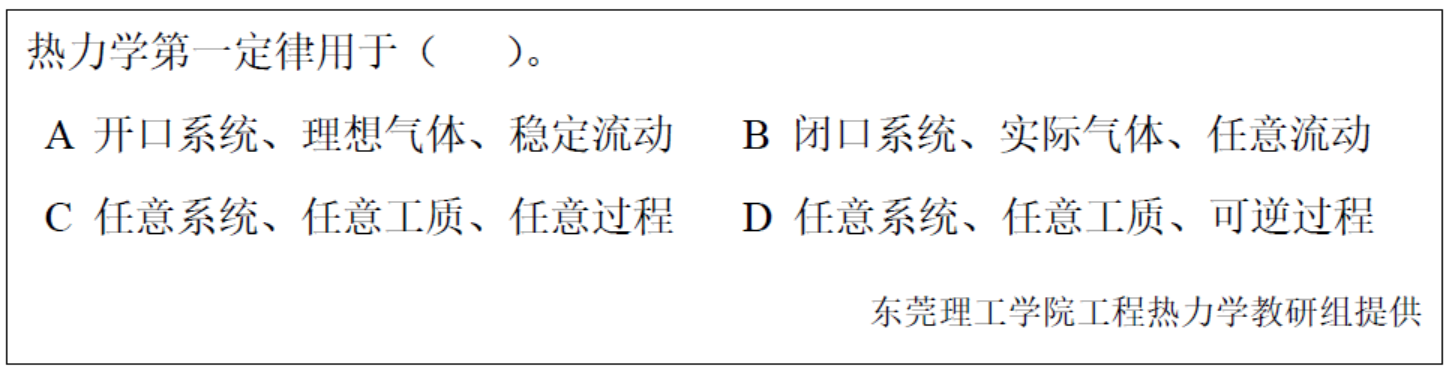 热力学第一定律用于（　　）。
A 开口系统、理想气体、稳定流动　　B 闭口系统、实际气体、任意流动
C 任意系统、任意工质、任意过程　　D 任意系统、任意工质、可逆过程
东莞理工学院工程热力学教研组提供